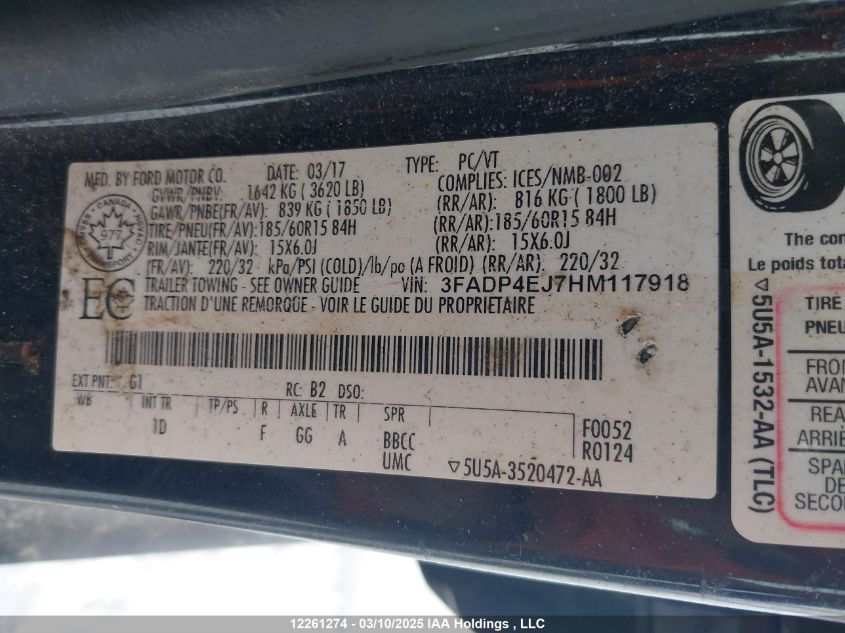 MFD. BY FORD MOTOR CO. DATE: 03/17 TYPE: PC/VT
GVWR/PNBV: 1642 KG ( 3620 LB) COMPLIES: ICES/NMB-002
GAWR/PNBE(FR/AV): 839 KG ( 1850 LB) (RR/AR): 816 KG ( 1800 LB)
TIRE/PNEU(FR/AV):185/60R15 84H (RR/AR):185/60R15 84H
RIM/JANTE(FR/AV): 15X6.0J (RR/AR): 15X6.0J
(FR/AV): 220/32 kPa/PSI (COLD)/lb/po (A FROID) (RR/AR): 220/32
TRAILER TOWING - SEE OWNER GUIDE VIN: 3FADP4EJ7HM117918
TRACTION D'UNE REMORQUE - VOIR LE GUIDE DU PROPRIETAIRE
CANADA
977
EC
EXT PNT: G1 RC: B2 DSO:
WB INT TR TP/PS R AXLE TR SPR
1D F GG A BBCC
UMC
F0052
R0124
▽5U5A-3520472-AA
The con
Le poids tota
▽5U5A-1532-AA (TLC)
TIRE
PNEU
FRON
AVAN
REA
ARRIÈ
SPAR
DE
SECOU
12261274 - 03/10/2025 IAA Holdings , LLC